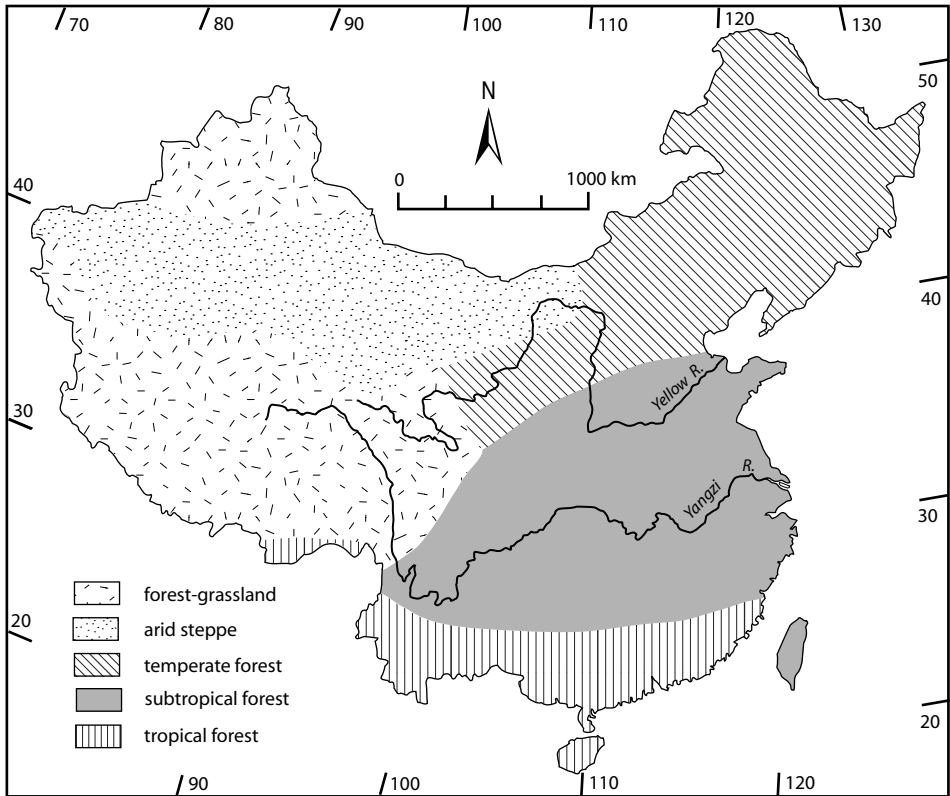 70 80 90 100 110 120 130
50
N
0 1000 km
40
40
Yellow R.
30
Yangzi R.
30
forest-grassland
arid steppe
20
temperate forest
subtropical forest
20
tropical forest
90 100 110 120